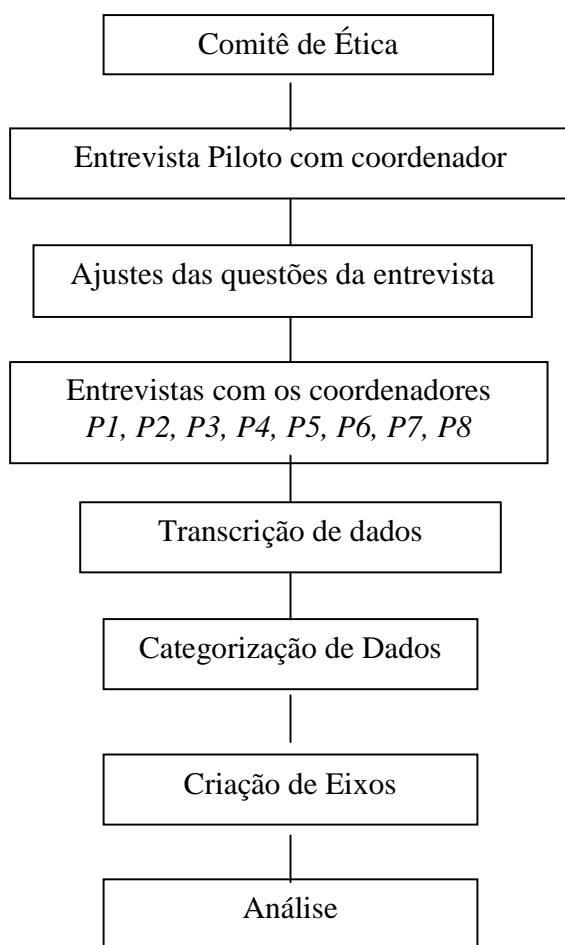 Comitê de Ética
Entrevista Piloto com coordenador
Ajustes das questões da entrevista
Entrevistas com os coordenadores
P1, P2, P3, P4, P5, P6, P7, P8
Transcrição de dados
Categorização de Dados
Criação de Eixos
Análise